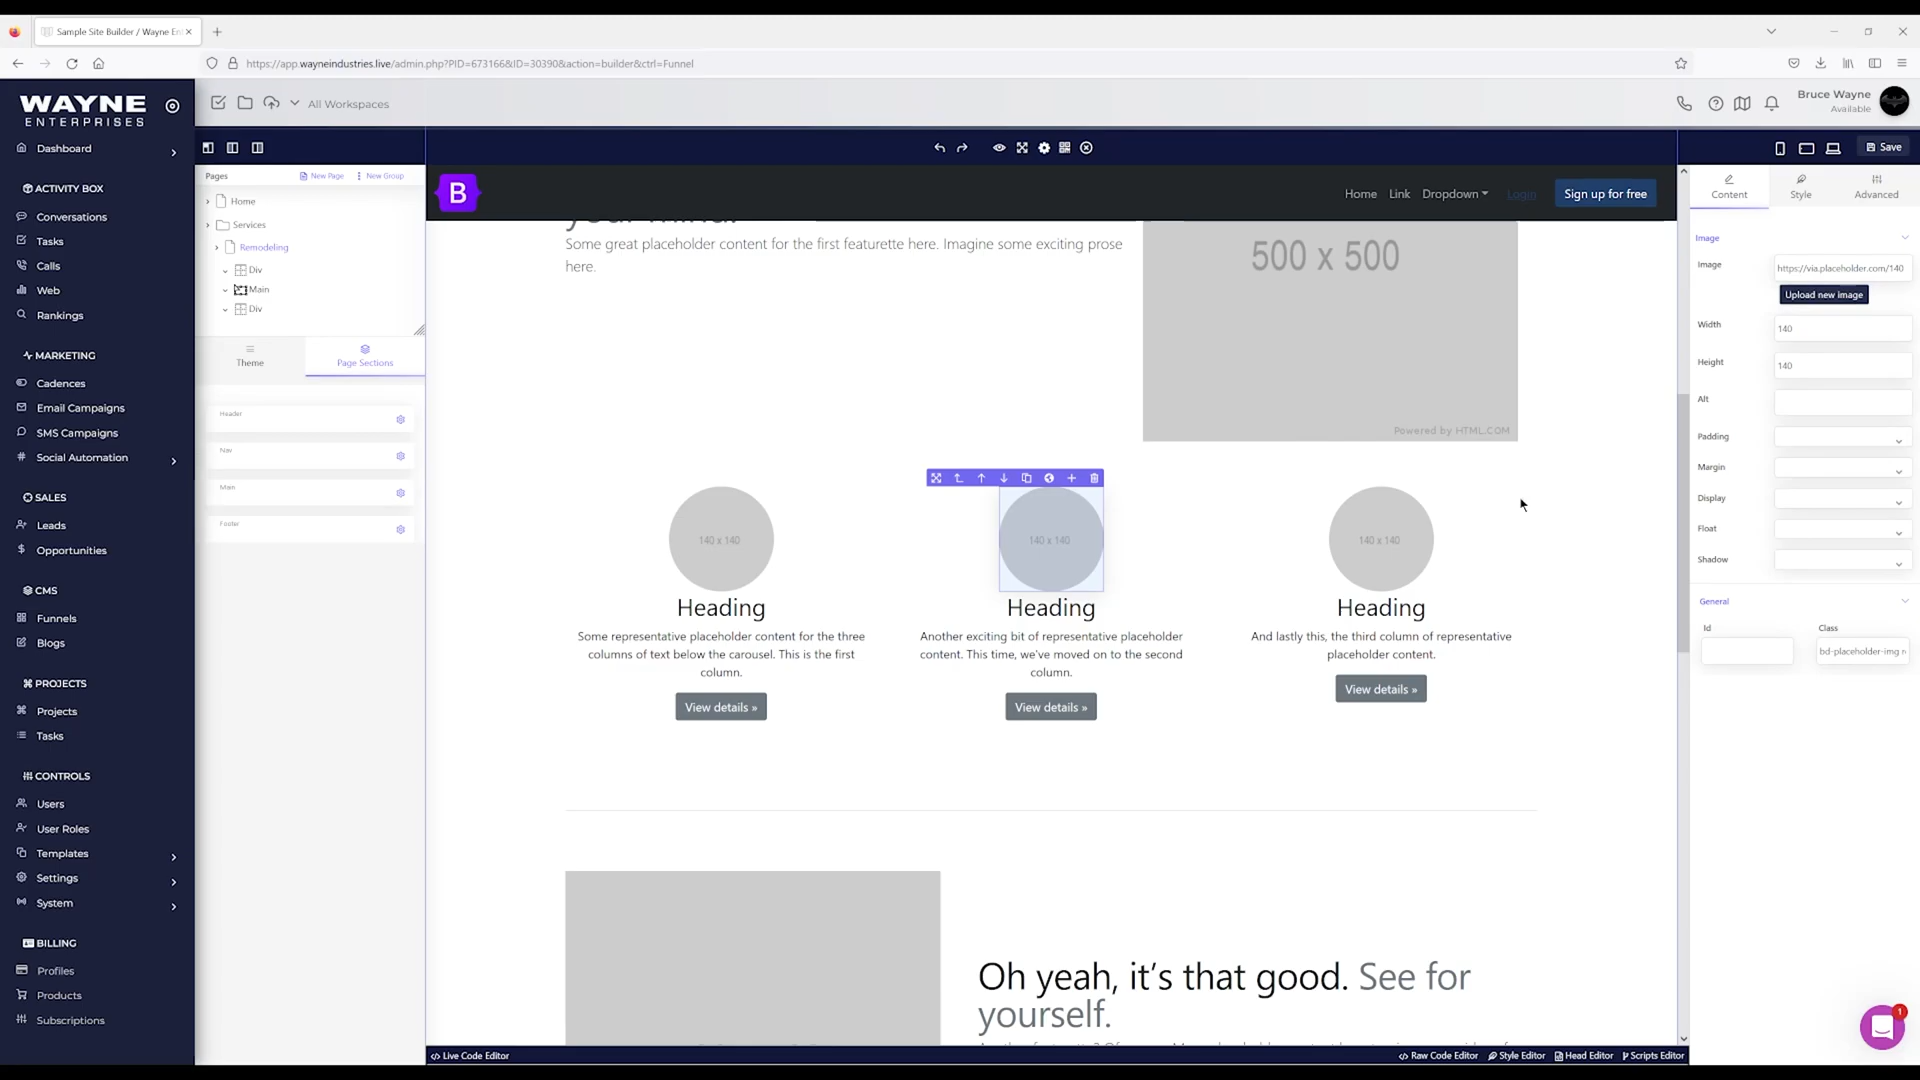 Sample Site Builder / Wayne En
https://app.wayneindustries.live/admin.php?PID=673166&ID=30390&action=builder&ctrl=Funnel
WAYNE
ENTERPRISES
All Workspaces
Bruce Wayne
Available
Dashboard
ACTIVITY BOX
Conversations
Tasks
Calls
Web
Rankings
MARKETING
Cadences
Email Campaigns
SMS Campaigns
Social Automation
SALES
Leads
Opportunities
CMS
Funnels
Blogs
PROJECTS
Projects
Tasks
CONTROLS
Users
User Roles
Templates
Settings
System
BILLING
Profiles
Products
Subscriptions
Pages
New Page
New Group
Home
Services
Remodeling
Div
Main
Div
Theme
Page Sections
Header
Nav
Main
Footer
Save
B
Home
Link
Dropdown
Login
Sign up for free
your mind.
Some great placeholder content for the first featurette here. Imagine some exciting prose
here.
500 x 500
Powered by HTML.COM
140 x 140
140 x 140
140 x 140
Heading
Some representative placeholder content for the three
columns of text below the carousel. This is the first
column.
View details »
Heading
Another exciting bit of representative placeholder
content. This time, we've moved on to the second
column.
View details »
Heading
And lastly this, the third column of representative
placeholder content.
View details »
Oh yeah, it's that good. See for
yourself.
Content
Style
Advanced
Image
Image
https://via.placeholder.com/140
Upload new image
Width
140
Height
140
Alt
Padding
Margin
Display
Float
Shadow
General
Id
Class
bd-placeholder-img r
1
Live Code Editor
Raw Code Editor
Style Editor
Head Editor
Scripts Editor